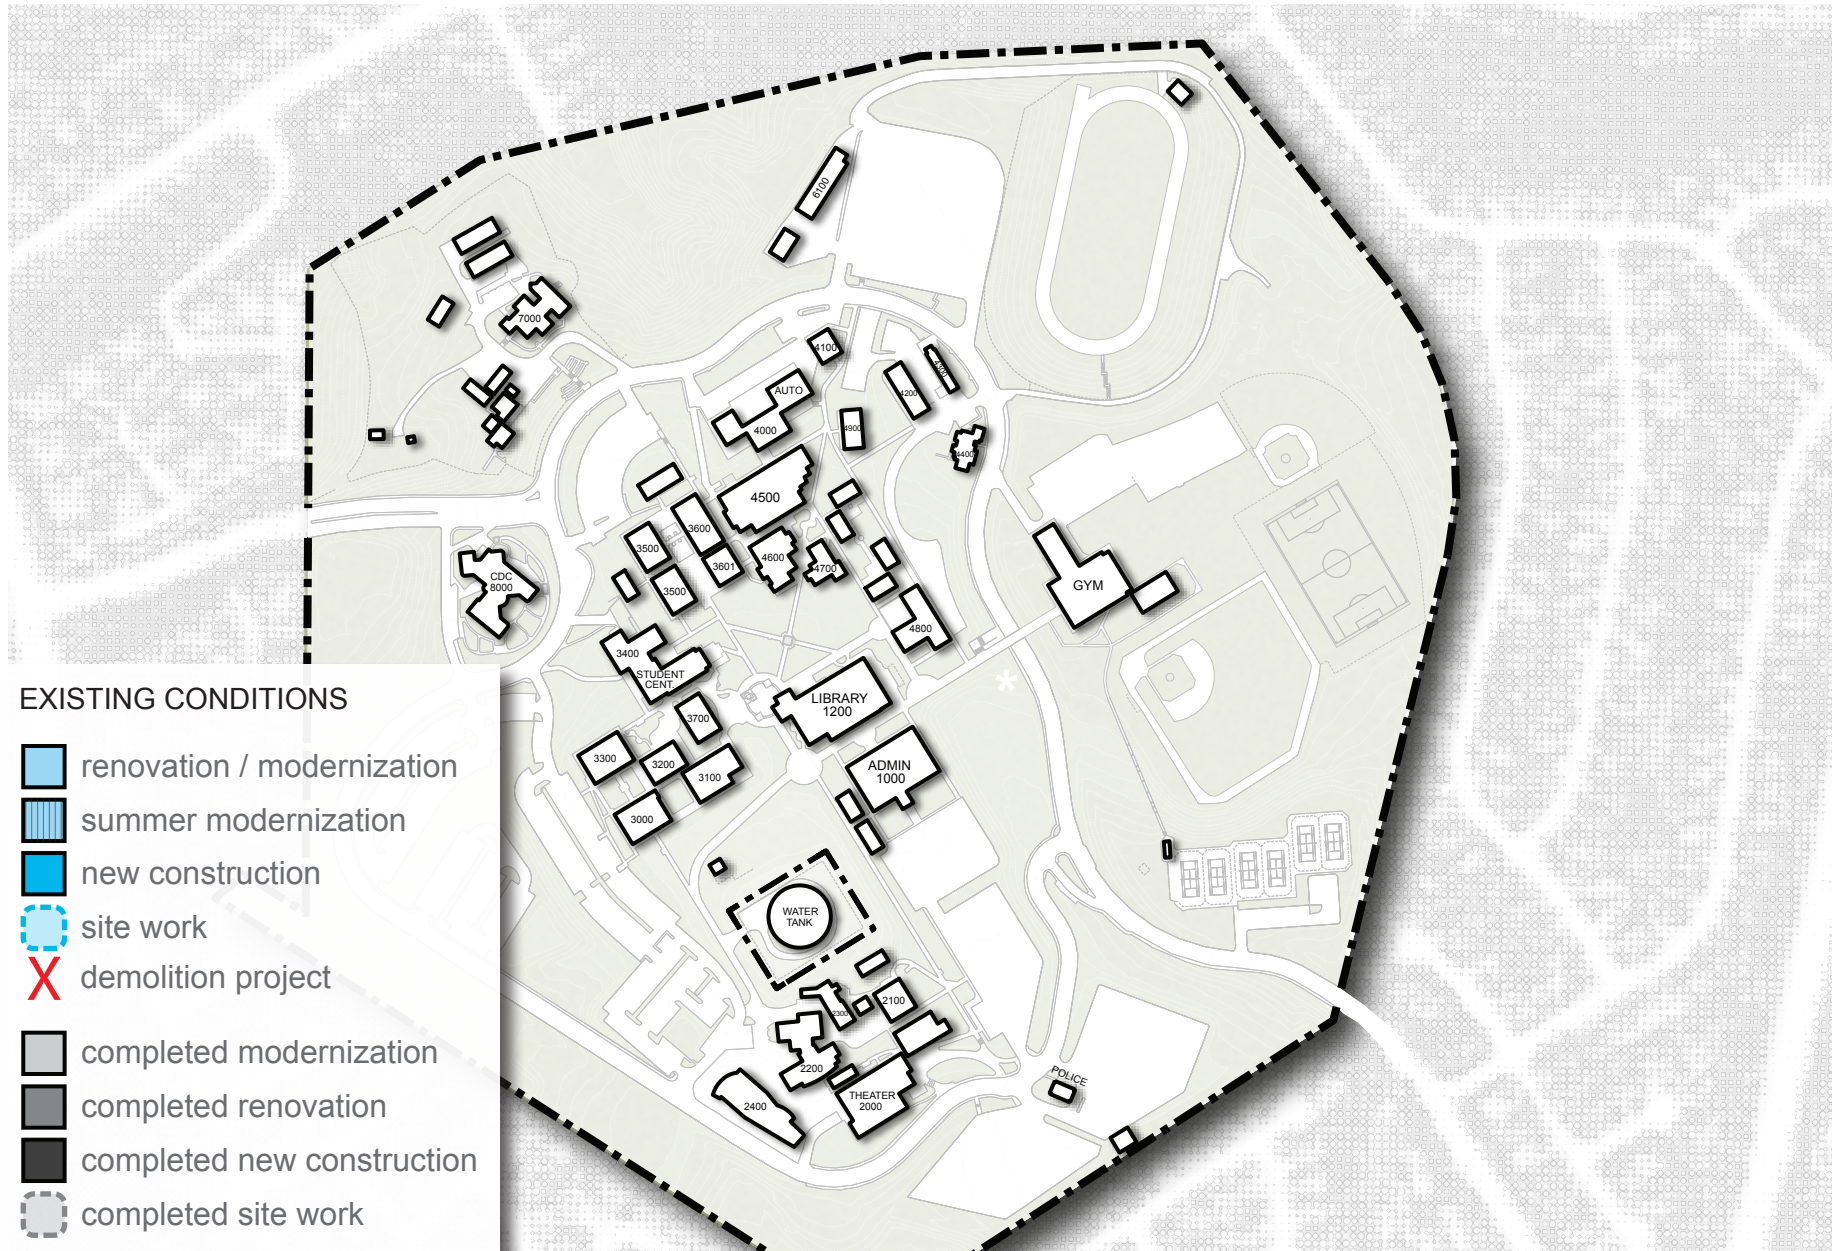 6100
7000
4100
4300
AUTO
4200
4000
4900
4400
4500
3600
3500
4600
3601
4700
CDC
8000
GYM
3500
4800
3400
STUDENT
CENT.
LIBRARY
1200
3700
3300
3200
3100
ADMIN
1000
3000
WATER
TANK
2100
2300
2200
POLICE
THEATER
2000
2400
EXISTING CONDITIONS
renovation / modernization
summer modernization
new construction
site work
X demolition project
completed modernization
completed renovation
completed new construction
completed site work